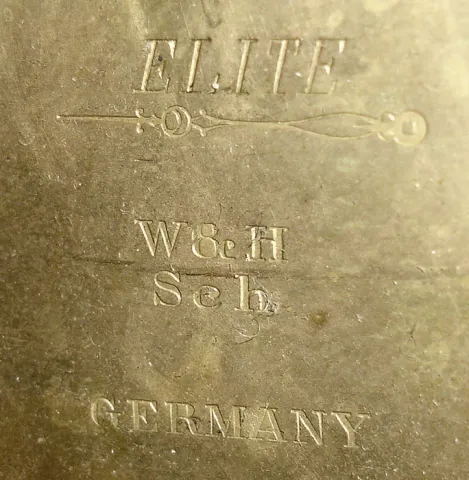 ELITE
W&H
Sch.
GERMANY